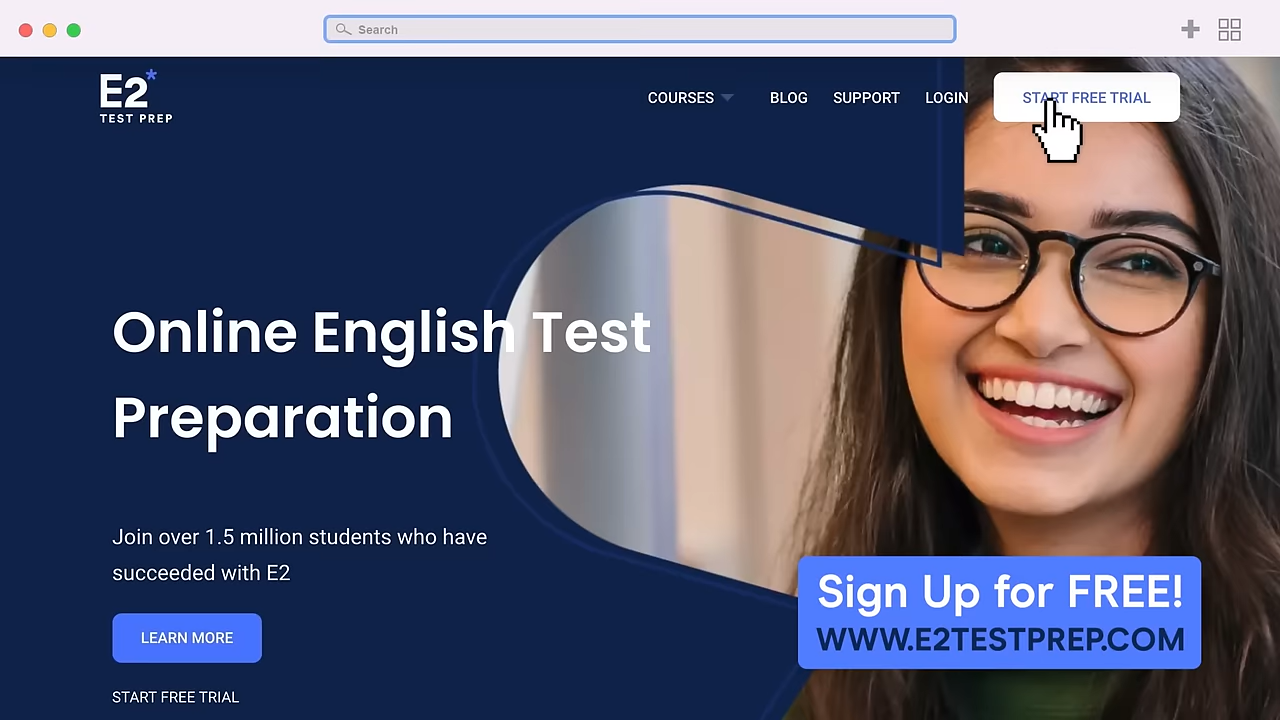 Search
E2*
TEST PREP
COURSES
BLOG
SUPPORT
LOGIN
START FREE TRIAL
Online English Test
Preparation
Join over 1.5 million students who have
succeeded with E2
LEARN MORE
START FREE TRIAL
Sign Up for FREE!
WWW.E2TESTPREP.COM